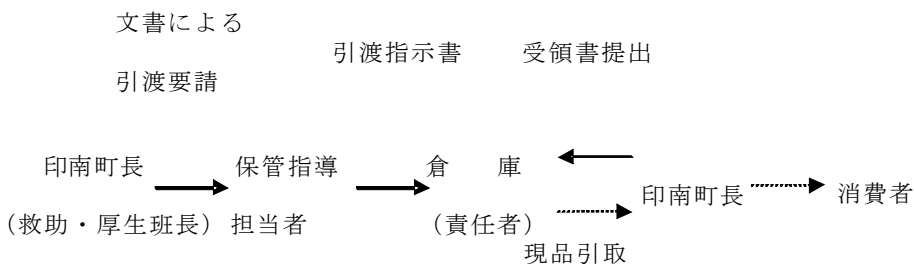 文書による
引渡要請
引渡指示書
受領書提出
印南町長
(救助・厚生班長)
保管指導
担当者
倉　　庫
(責任者)
現品引取
印南町長
消費者